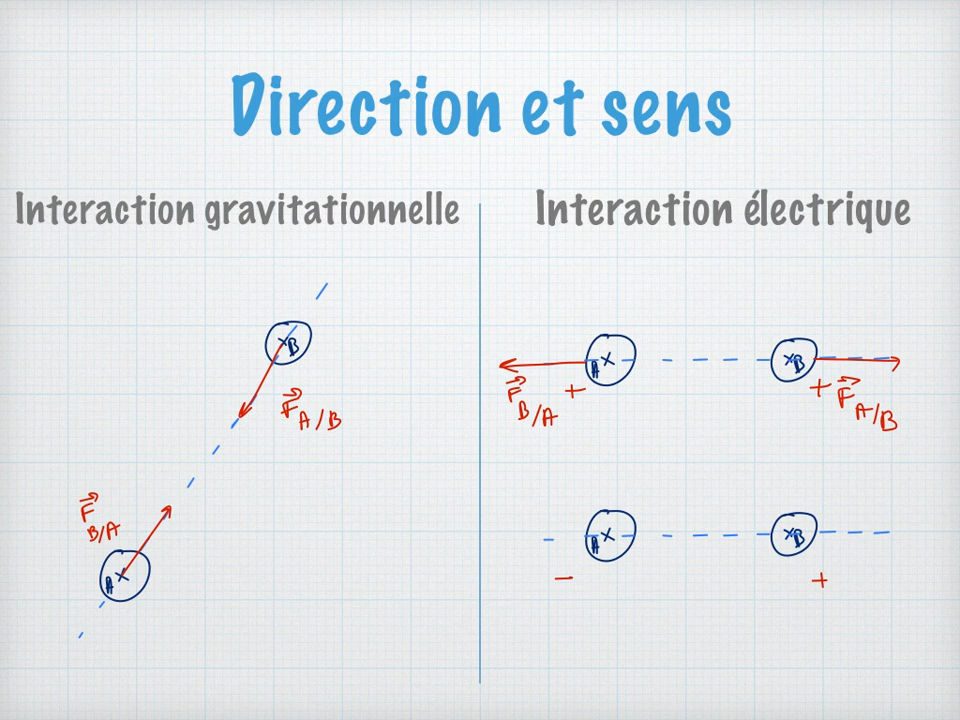 Direction et sens
Interaction gravitationnelle
B
F A/B
F B/A
A
Interaction électrique
A
B
F B/A
+
+
F A/B
A
B
-
+